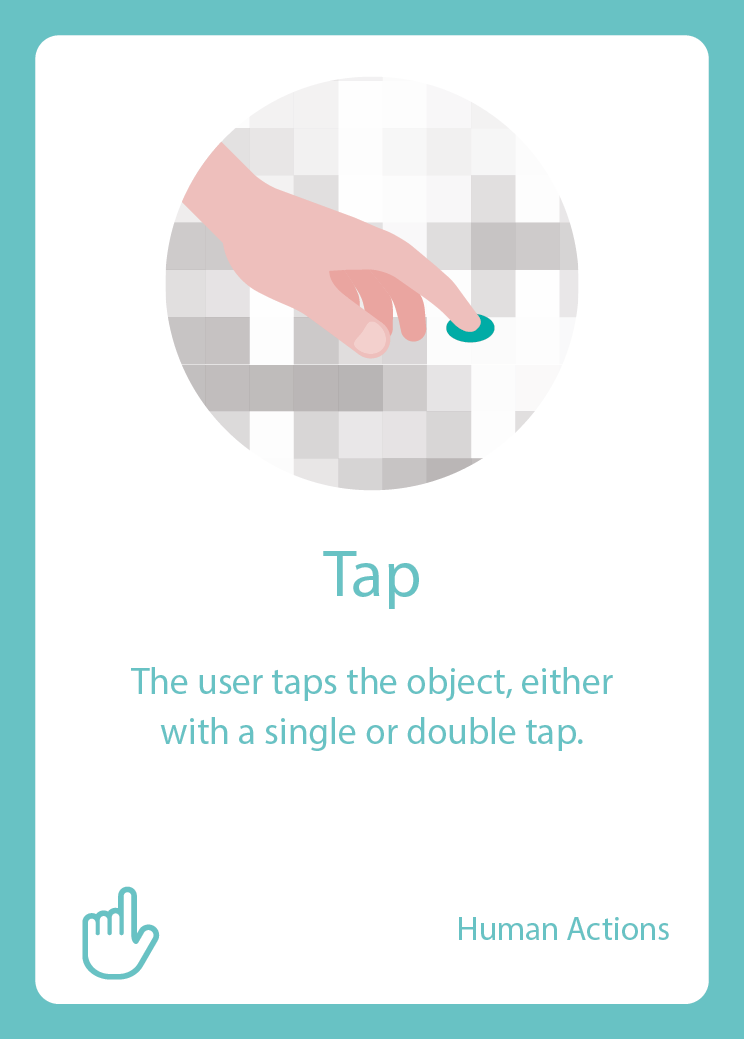 Tap
The user taps the object, either
with a single or double tap.
Human Actions